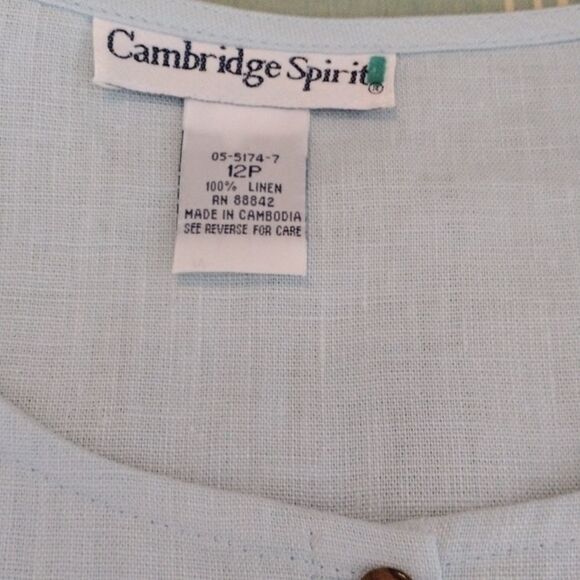 Cambridge Spirit®
05-5174-7
12P
100% LINEN
RN 88842
MADE IN CAMBODIA
SEE REVERSE FOR CARE